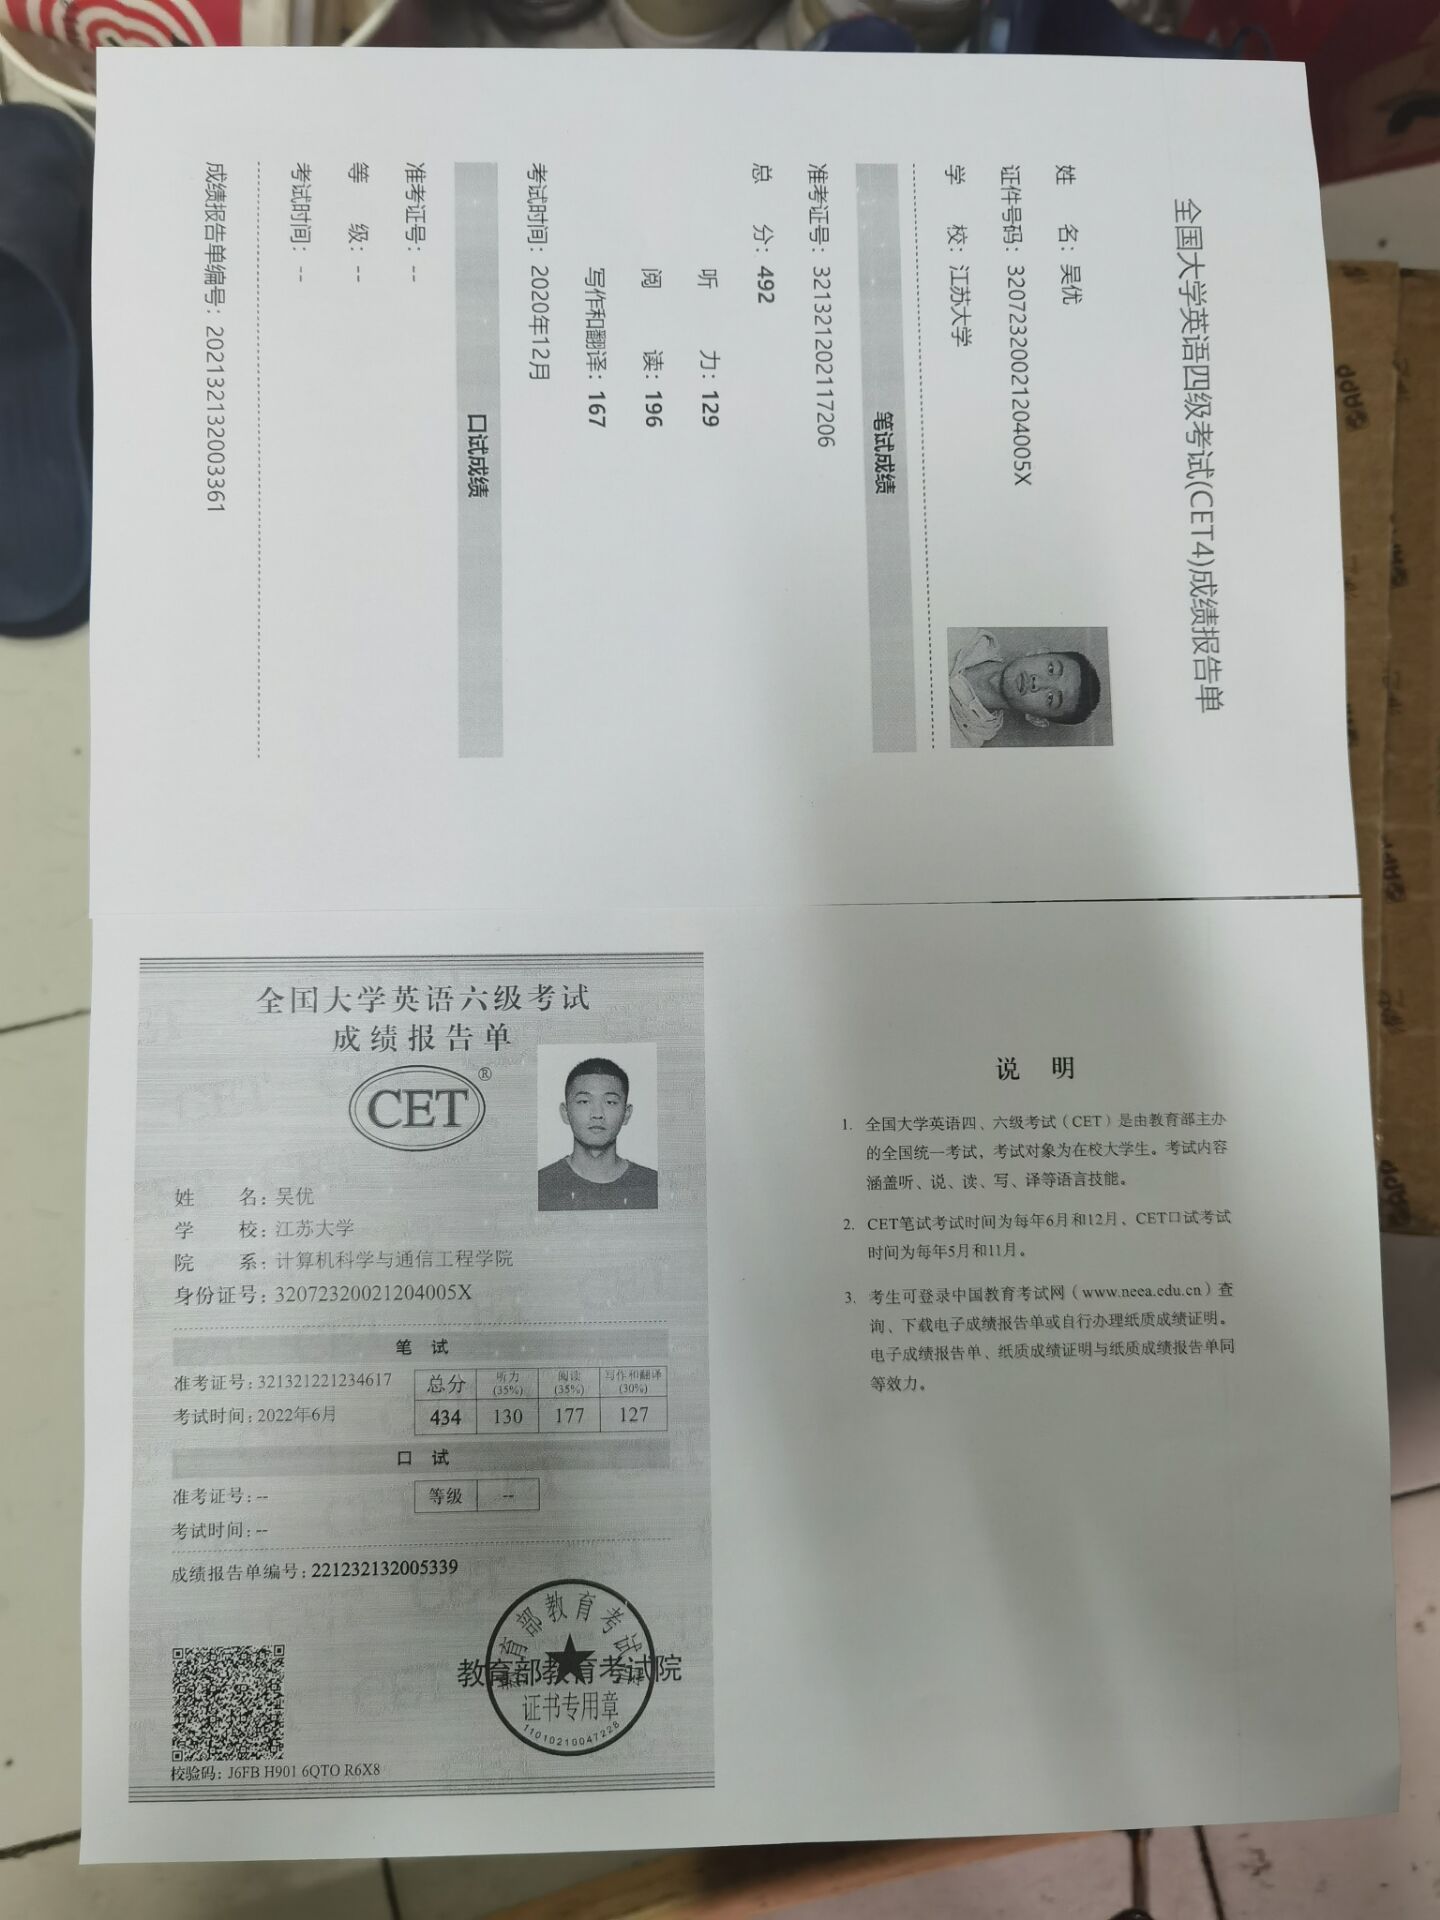 全国大学英语四级考试(CET4)成绩报告单
姓 名：吴优
证件号码：32072320021204005X
学 校：江苏大学
笔试成绩
准考证号：321321202117206
总 分：492
听 力：129
阅 读：196
写作和翻译：167
考试时间：2020年12月
口试成绩
准考证号：--
等 级：--
考试时间：--
成绩报告单编号：202132132003361
全国大学英语六级考试
成绩报告单
CET®
姓 名：吴优
学 校：江苏大学
院 系：计算机科学与通信工程学院
身份证号：32072320021204005X
笔 试
准考证号：321321221234617
考试时间：2022年6月
总分 听力(35%) 阅读(35%) 写作和翻译(30%)
434 130 177 127
口 试
准考证号：--
等级 --
考试时间：--
成绩报告单编号：221232132005339
教育部教育考试院
教育部教育考试院
证书专用章
11010210047228
校验码：J6FB H901 6QTO R6X8
说 明
1. 全国大学英语四、六级考试（CET）是由教育部主办
的全国统一考试，考试对象为在校大学生。考试内容
涵盖听、说、读、写、译等语言技能。
2. CET笔试考试时间为每年6月和12月、CET口试考试
时间为每年5月和11月。
3. 考生可登录中国教育考试网（www.neea.edu.cn）查
询、下载电子成绩报告单或自行办理纸质成绩证明。
电子成绩报告单、纸质成绩证明与纸质成绩报告单同
等效力。